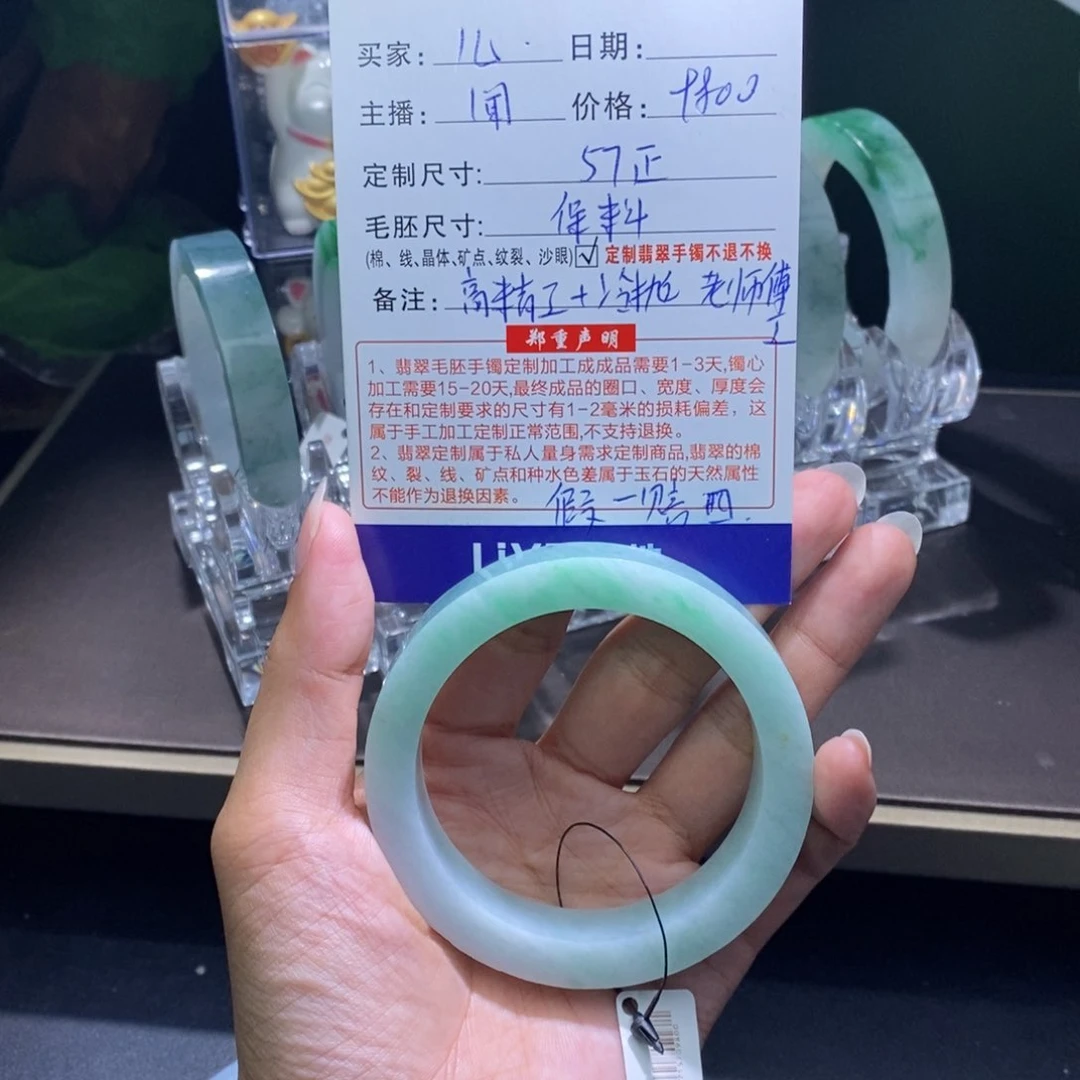 买家: 日期:
主播: 价格:
定制尺寸: 57正
毛胚尺寸: 保料
(棉、线、晶体、矿点、纹裂、沙眼)☑定制翡翠手镯不退不换
备注: 高精工+冰抛 老师傅
工
郑重声明
1、翡翠毛胚手镯定制加工成成品需要1-3天,镯心
加工需要15-20天,最终成品的圈口、宽度、厚度会
存在和定制要求的尺寸有1-2毫米的损耗偏差，这
属于手工加工定制正常范围,不支持退换。
2、翡翠定制属于私人量身需求定制商品,翡翠的棉
纹、裂、线、矿点和种水色差属于玉石的天然属性
不能作为退换因素。
假一赔四.